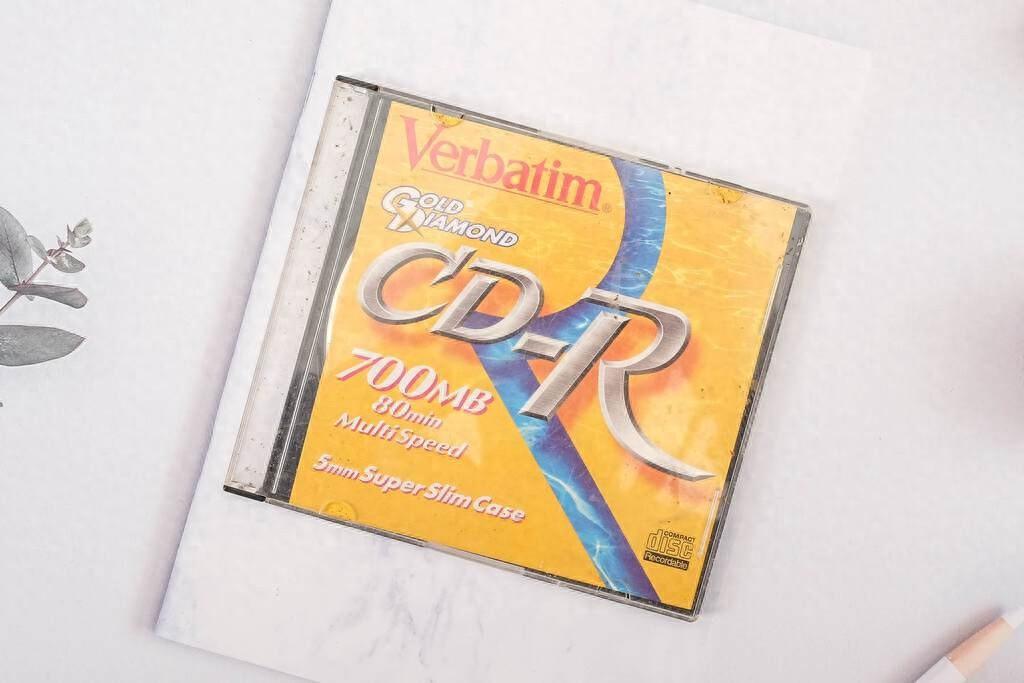 Verbatim®
GOLD
DIAMOND
CD-R
700MB
80min
Multi Speed
5mm Super Slim Case
COMPACT
disc
Recordable